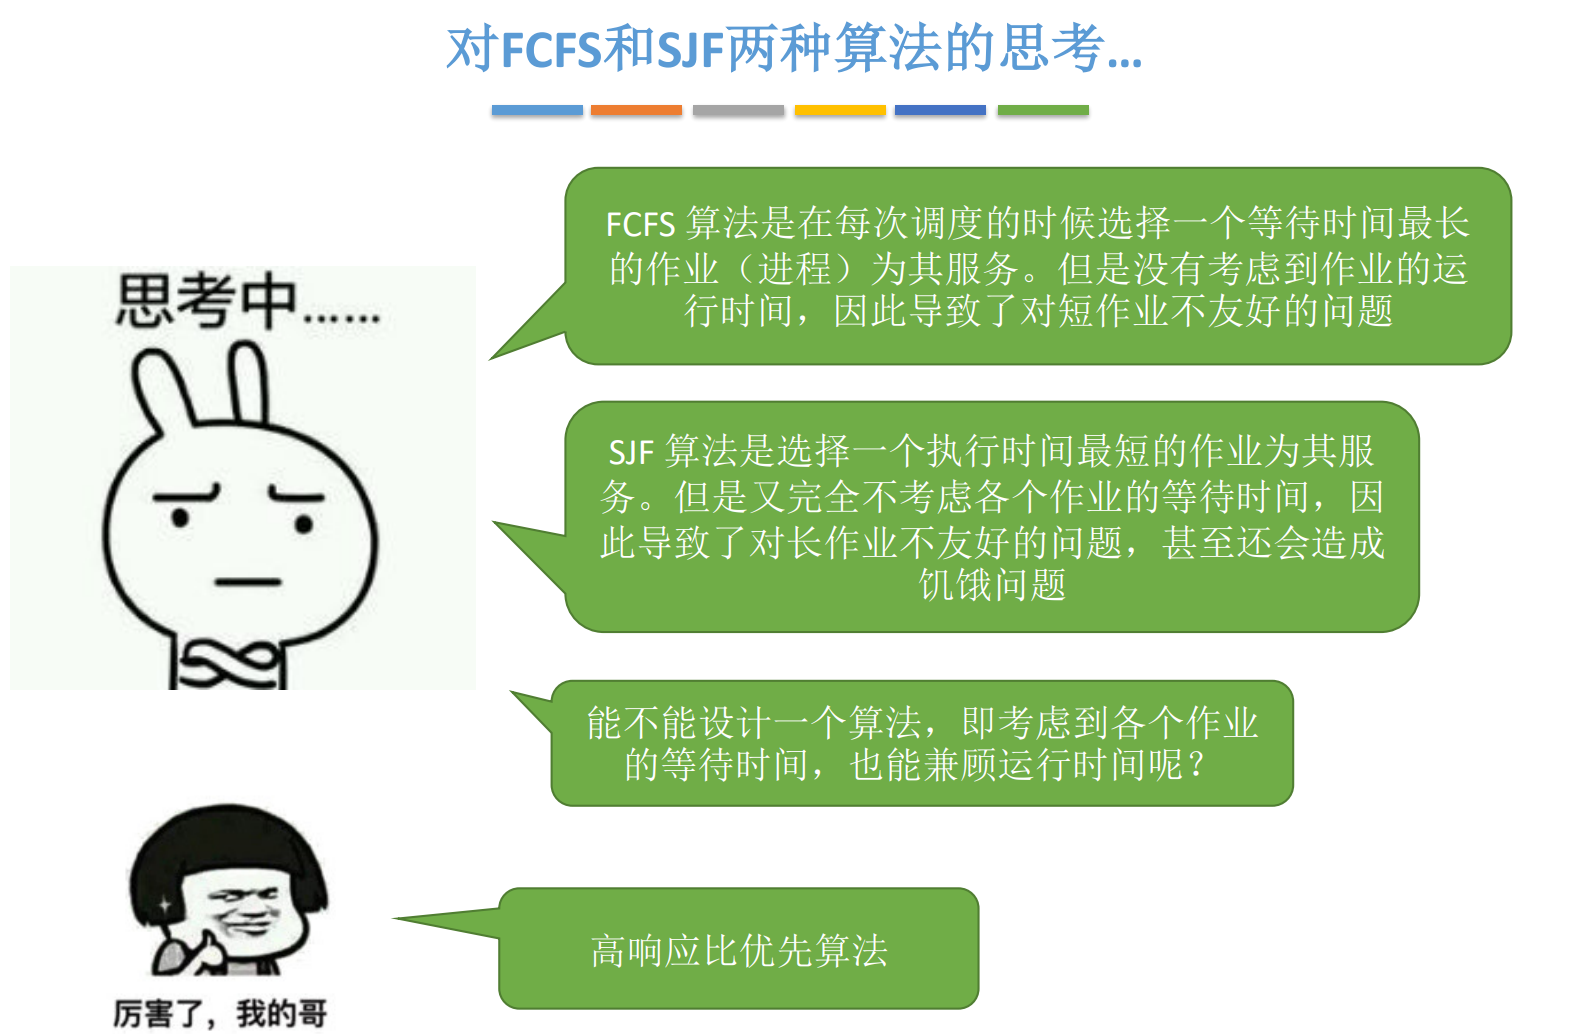 对FCFS和SJF两种算法的思考...
FCFS 算法是在每次调度的时候选择一个等待时间最长
的作业（进程）为其服务。但是没有考虑到作业的运
行时间，因此导致了对短作业不友好的问题
思考中......
SJF 算法是选择一个执行时间最短的作业为其服
务。但是又完全不考虑各个作业的等待时间，因
此导致了对长作业不友好的问题，甚至还会造成
饥饿问题
能不能设计一个算法，即考虑到各个作业
的等待时间，也能兼顾运行时间呢？
高响应比优先算法
厉害了，我的哥